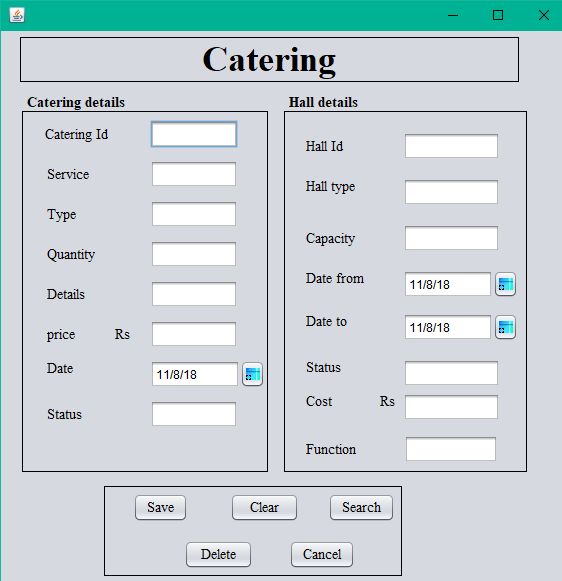 Catering
Catering details
Catering Id
Service
Type
Quantity
Details
price Rs
Date 11/8/18
Status
Hall details
Hall Id
Hall type
Capacity
Date from 11/8/18
Date to 11/8/18
Status
Cost Rs
Function
Save Clear Search
Delete Cancel